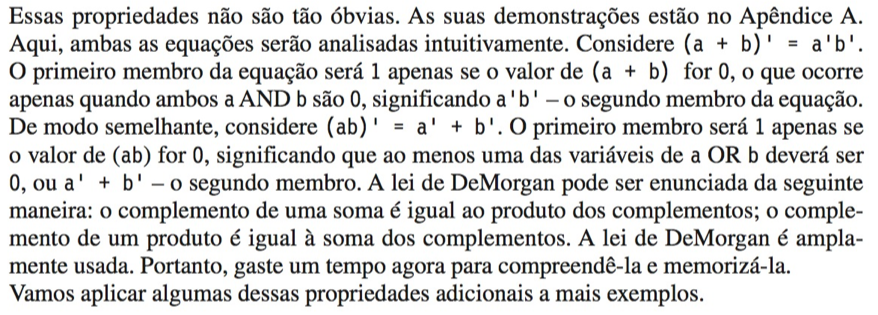 Essas propriedades não são tão óbvias. As suas demonstrações estão no Apêndice A.
Aqui, ambas as equações serão analisadas intuitivamente. Considere (a + b)' = a'b'.
O primeiro membro da equação será 1 apenas se o valor de (a + b) for 0, o que ocorre
apenas quando ambos a AND b são 0, significando a'b' – o segundo membro da equação.
De modo semelhante, considere (ab)' = a' + b'. O primeiro membro será 1 apenas se
o valor de (ab) for 0, significando que ao menos uma das variáveis de a OR b deverá ser
0, ou a' + b' – o segundo membro. A lei de DeMorgan pode ser enunciada da seguinte
maneira: o complemento de uma soma é igual ao produto dos complementos; o comple-
mento de um produto é igual à soma dos complementos. A lei de DeMorgan é ampla-
mente usada. Portanto, gaste um tempo agora para compreendê-la e memorizá-la.
Vamos aplicar algumas dessas propriedades adicionais a mais exemplos.